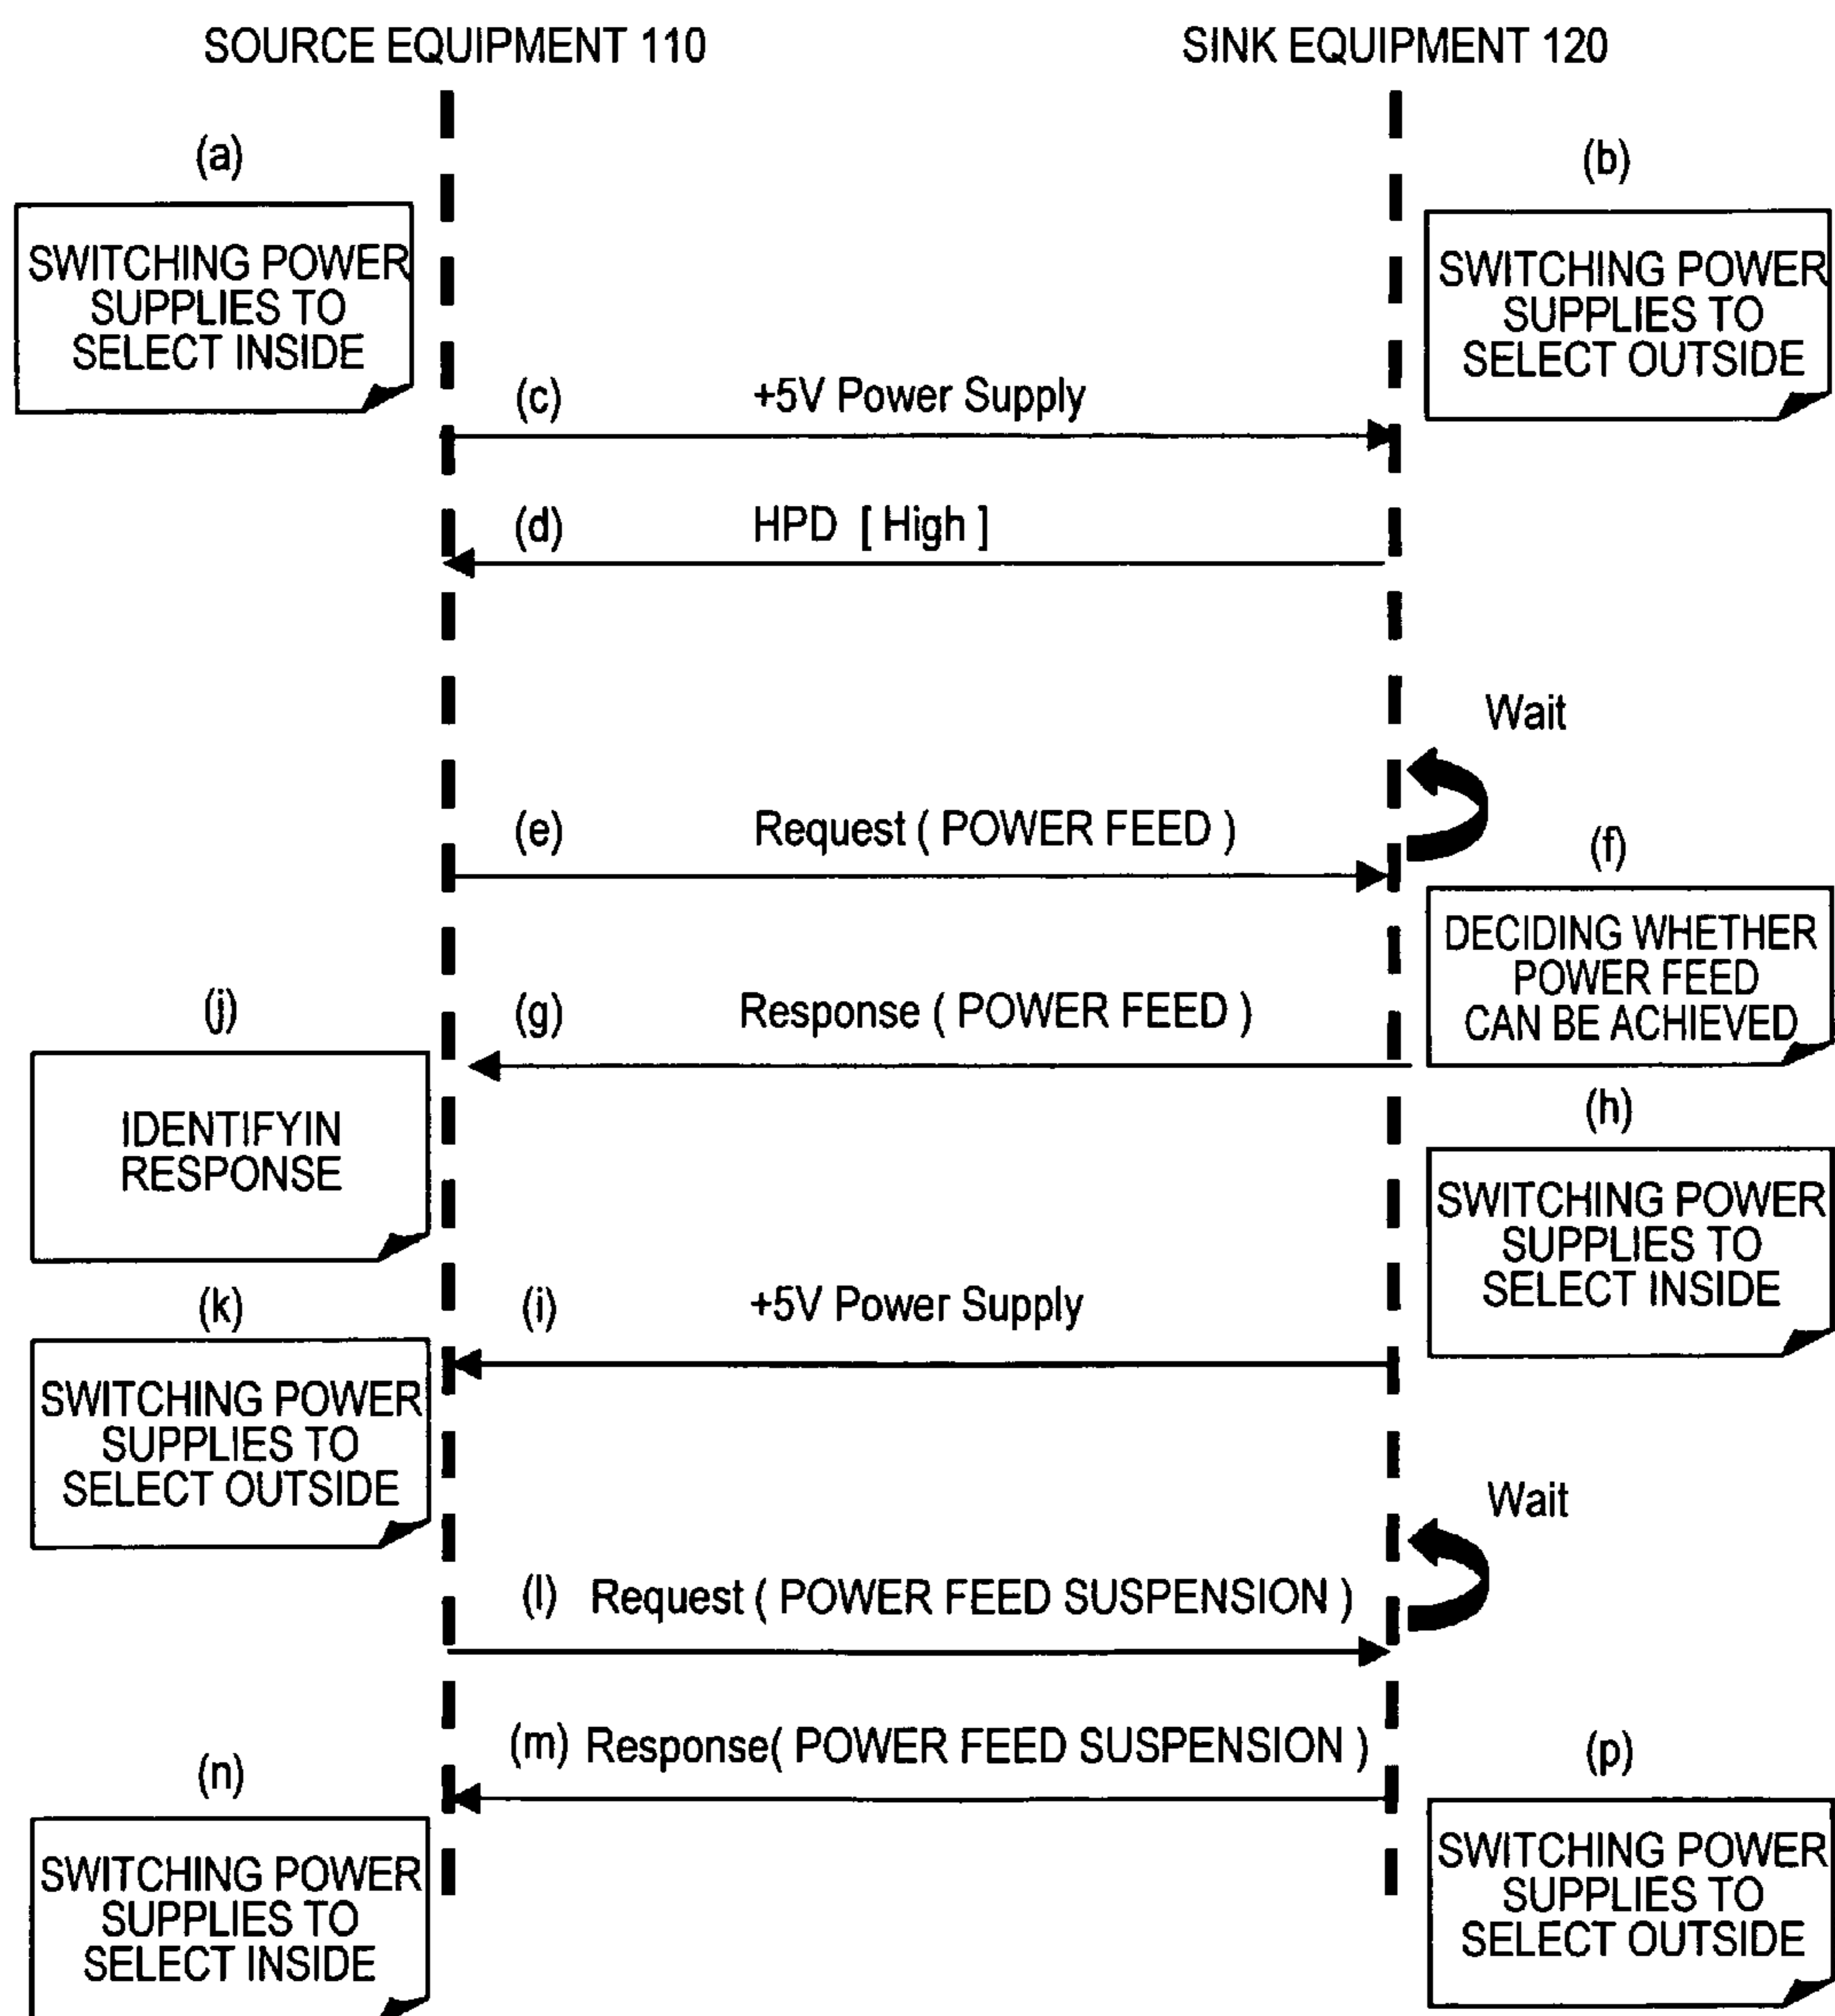 SOURCE EQUIPMENT 110
SINK EQUIPMENT 120
(a)
(b)
SWITCHING POWER
SUPPLIES TO
SELECT INSIDE
SWITCHING POWER
SUPPLIES TO
SELECT OUTSIDE
(c) +5V Power Supply
(d) HPD [ High ]
Wait
(e) Request ( POWER FEED )
(f)
DECIDING WHETHER
POWER FEED
CAN BE ACHIEVED
(j)
(g) Response ( POWER FEED )
IDENTIFYIN
RESPONSE
(h)
SWITCHING POWER
SUPPLIES TO
SELECT INSIDE
(k)
(i) +5V Power Supply
SWITCHING POWER
SUPPLIES TO
SELECT OUTSIDE
Wait
(l) Request ( POWER FEED SUSPENSION )
(m) Response( POWER FEED SUSPENSION )
(n)
(p)
SWITCHING POWER
SUPPLIES TO
SELECT INSIDE
SWITCHING POWER
SUPPLIES TO
SELECT OUTSIDE